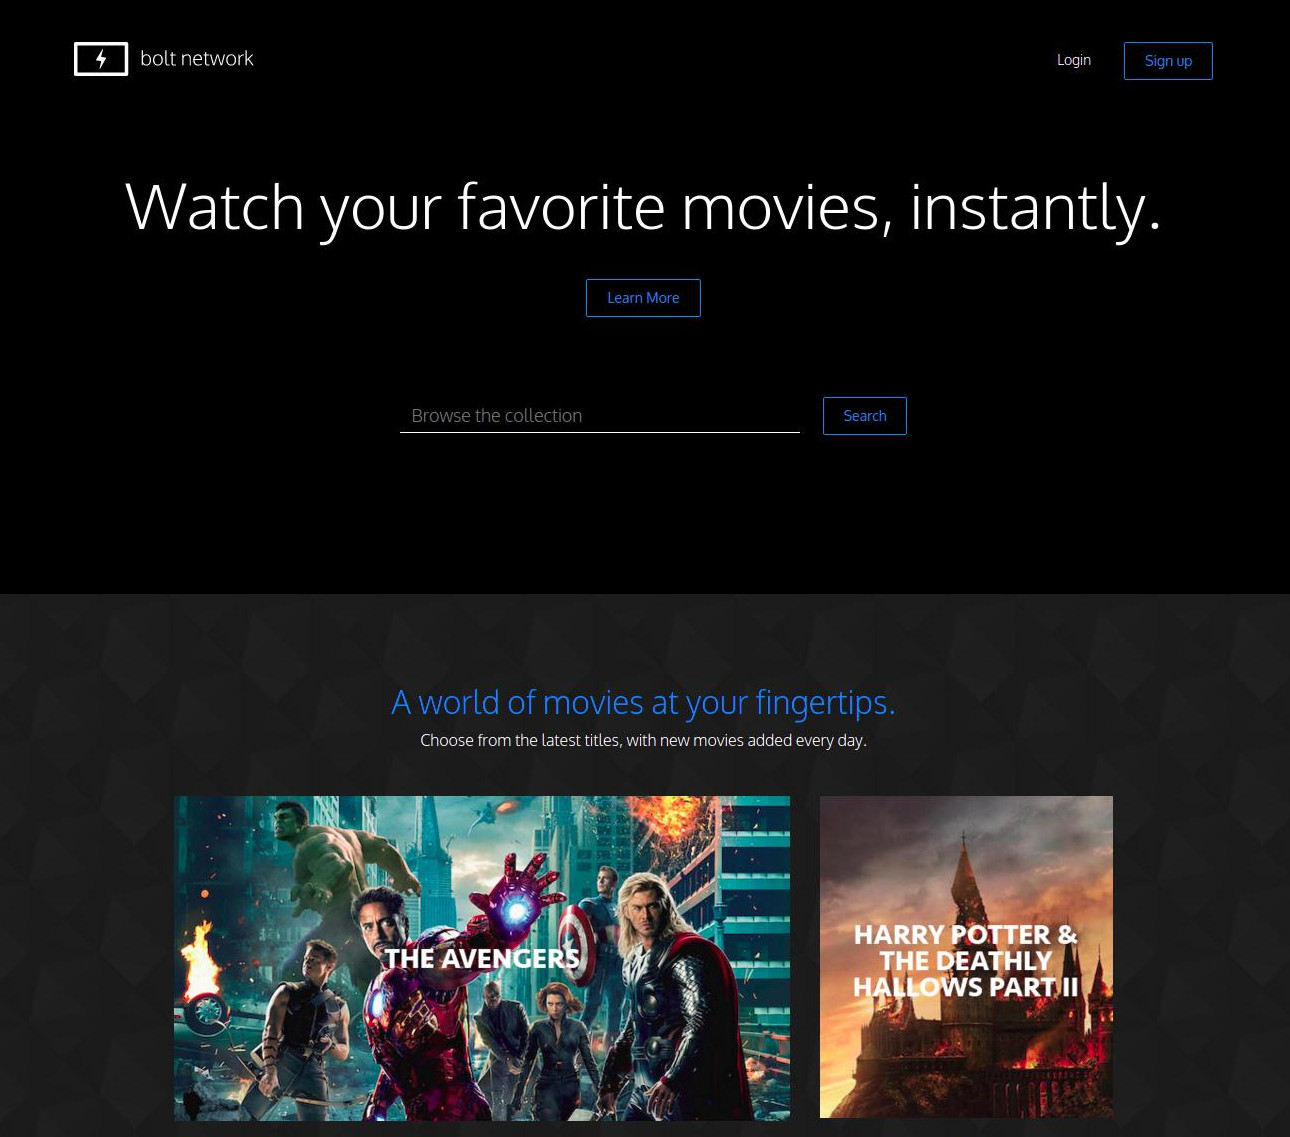 bolt network
Login
Sign up
Watch your favorite movies, instantly.
Learn More
Browse the collection
Search
A world of movies at your fingertips.
Choose from the latest titles, with new movies added every day.
THE AVENGERS
HARRY POTTER &
THE DEATHLY
HALLOWS PART II